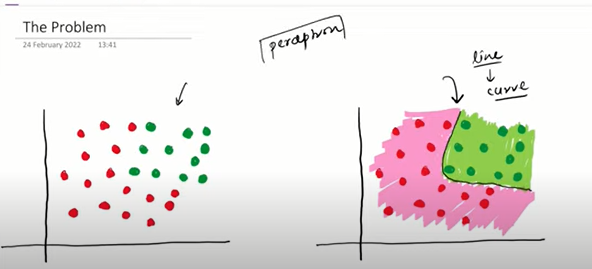 The Problem
24 February 2022 13:41
perceptron
line
curve